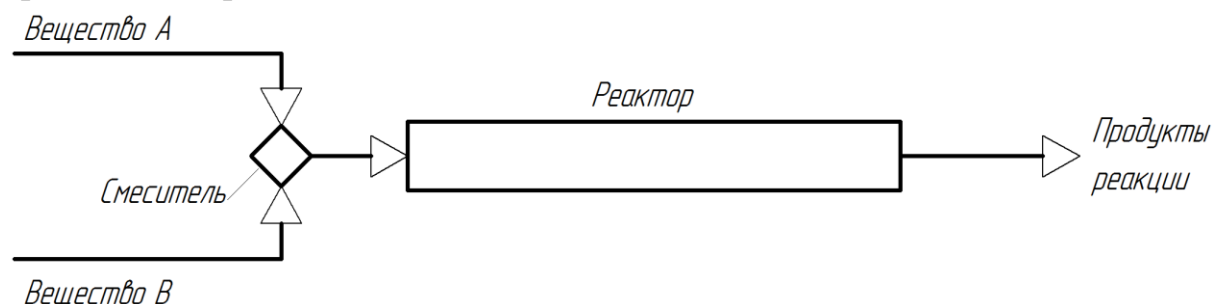 Вещество А
Реактор
Продукты
реакции
Смеситель
Вещество В